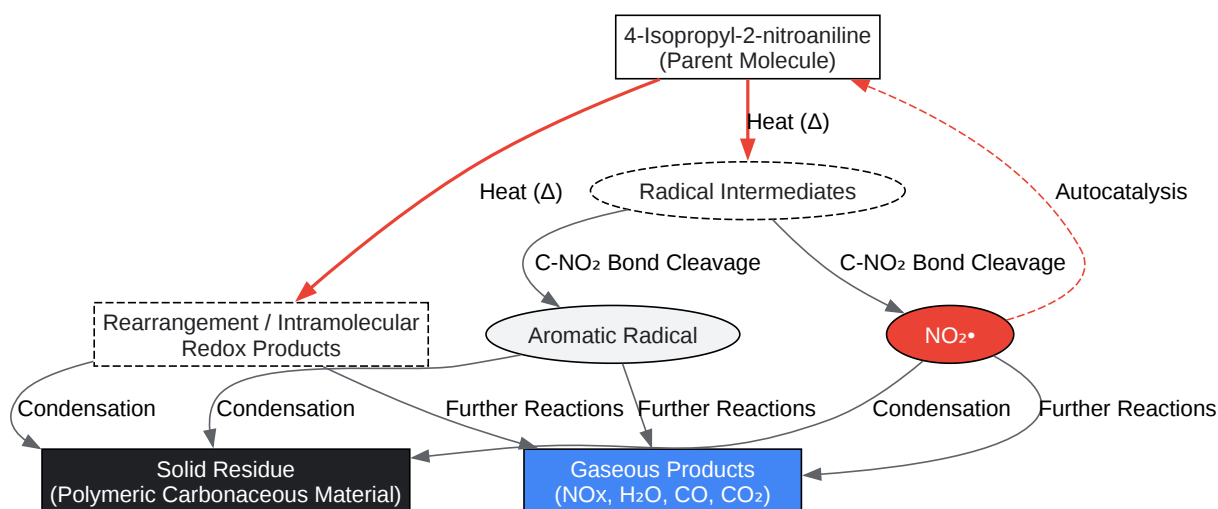 4-Isopropyl-2-nitroaniline
(Parent Molecule)
Heat (Δ)
Heat (Δ)
Radical Intermediates
Autocatalysis
C-NO₂ Bond Cleavage
C-NO₂ Bond Cleavage
Rearrangement / Intramolecular
Redox Products
Aromatic Radical
NO₂•
Condensation
Condensation
Further Reactions
Further Reactions
Condensation
Further Reactions
Solid Residue
(Polymeric Carbonaceous Material)
Gaseous Products
(NOx, H₂O, CO, CO₂)